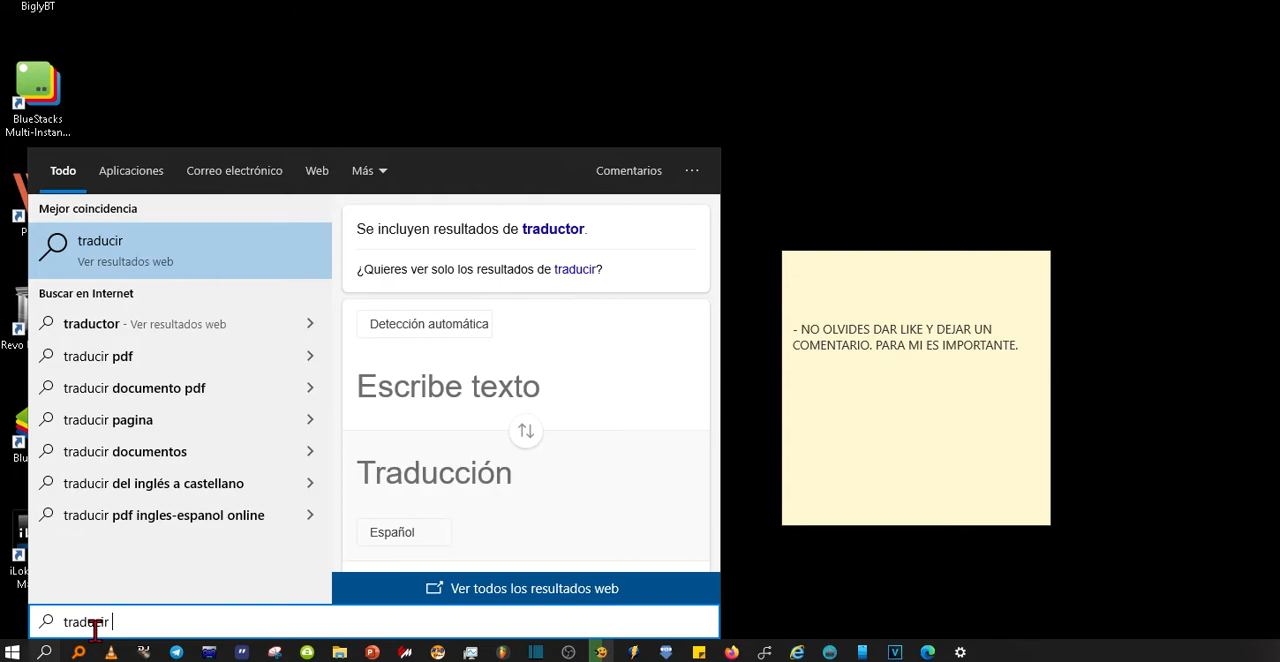 BiglyBT
BlueStacks
Multi-Instan...
Todo
Aplicaciones
Correo electrónico
Web
Más
Comentarios
...
Mejor coincidencia
traducir
Ver resultados web
Buscar en Internet
traductor - Ver resultados web
traducir pdf
traducir documento pdf
traducir pagina
traducir documentos
traducir del inglés a castellano
traducir pdf ingles-espanol online
Se incluyen resultados de traductor.
¿Quieres ver solo los resultados de traducir?
Detección automática
Escribe texto
Traducción
Español
Ver todos los resultados web
traducir
- NO OLVIDES DAR LIKE Y DEJAR UN
COMENTARIO. PARA MI ES IMPORTANTE.